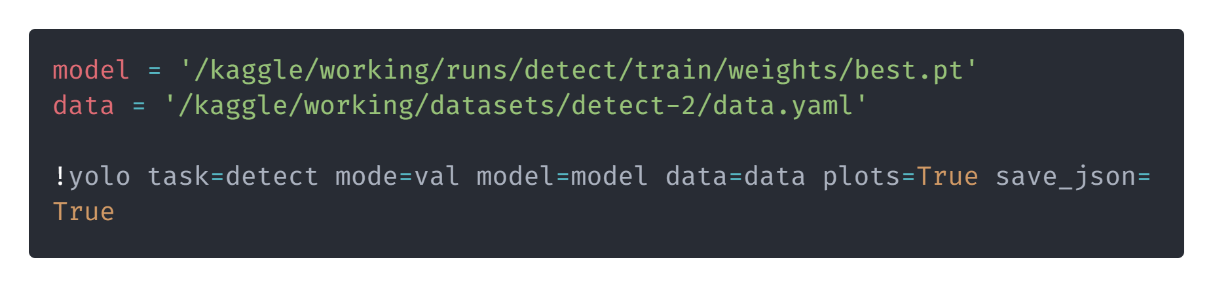 model = '/kaggle/working/runs/detect/train/weights/best.pt'
data = '/kaggle/working/datasets/detect-2/data.yaml'
!yolo task=detect mode=val model=model data=data plots=True save_json=
True